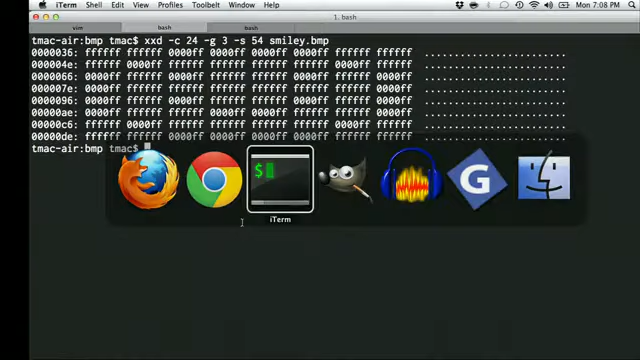 iTerm Shell Edit View Profiles Toolbelt Window Help Mon 7:08 PM
1. bash
vim bash bash
tmac-air:bmp tmac$ xxd -c 24 -g 3 -s 54 smiley.bmp
0000036: ffffff ffffff 0000ff 0000ff 0000ff 0000ff ffffff ffffff ........................
000004e: ffffff 0000ff ffffff ffffff ffffff ffffff 0000ff ffffff ........................
0000066: 0000ff ffffff 0000ff ffffff ffffff 0000ff ffffff 0000ff ........................
000007e: 0000ff ffffff ffffff ffffff ffffff ffffff ffffff 0000ff ........................
0000096: 0000ff ffffff 0000ff ffffff ffffff 0000ff ffffff 0000ff ........................
00000ae: 0000ff ffffff ffffff 0000ff 0000ff ffffff ffffff 0000ff ........................
00000c6: ffffff 0000ff ffffff ffffff ffffff ffffff 0000ff ffffff ........................
00000de: ffffff ffffff 0000ff 0000ff 0000ff 0000ff ffffff ffffff ........................
tmac-air:bmp tmac$
$
G
iTerm